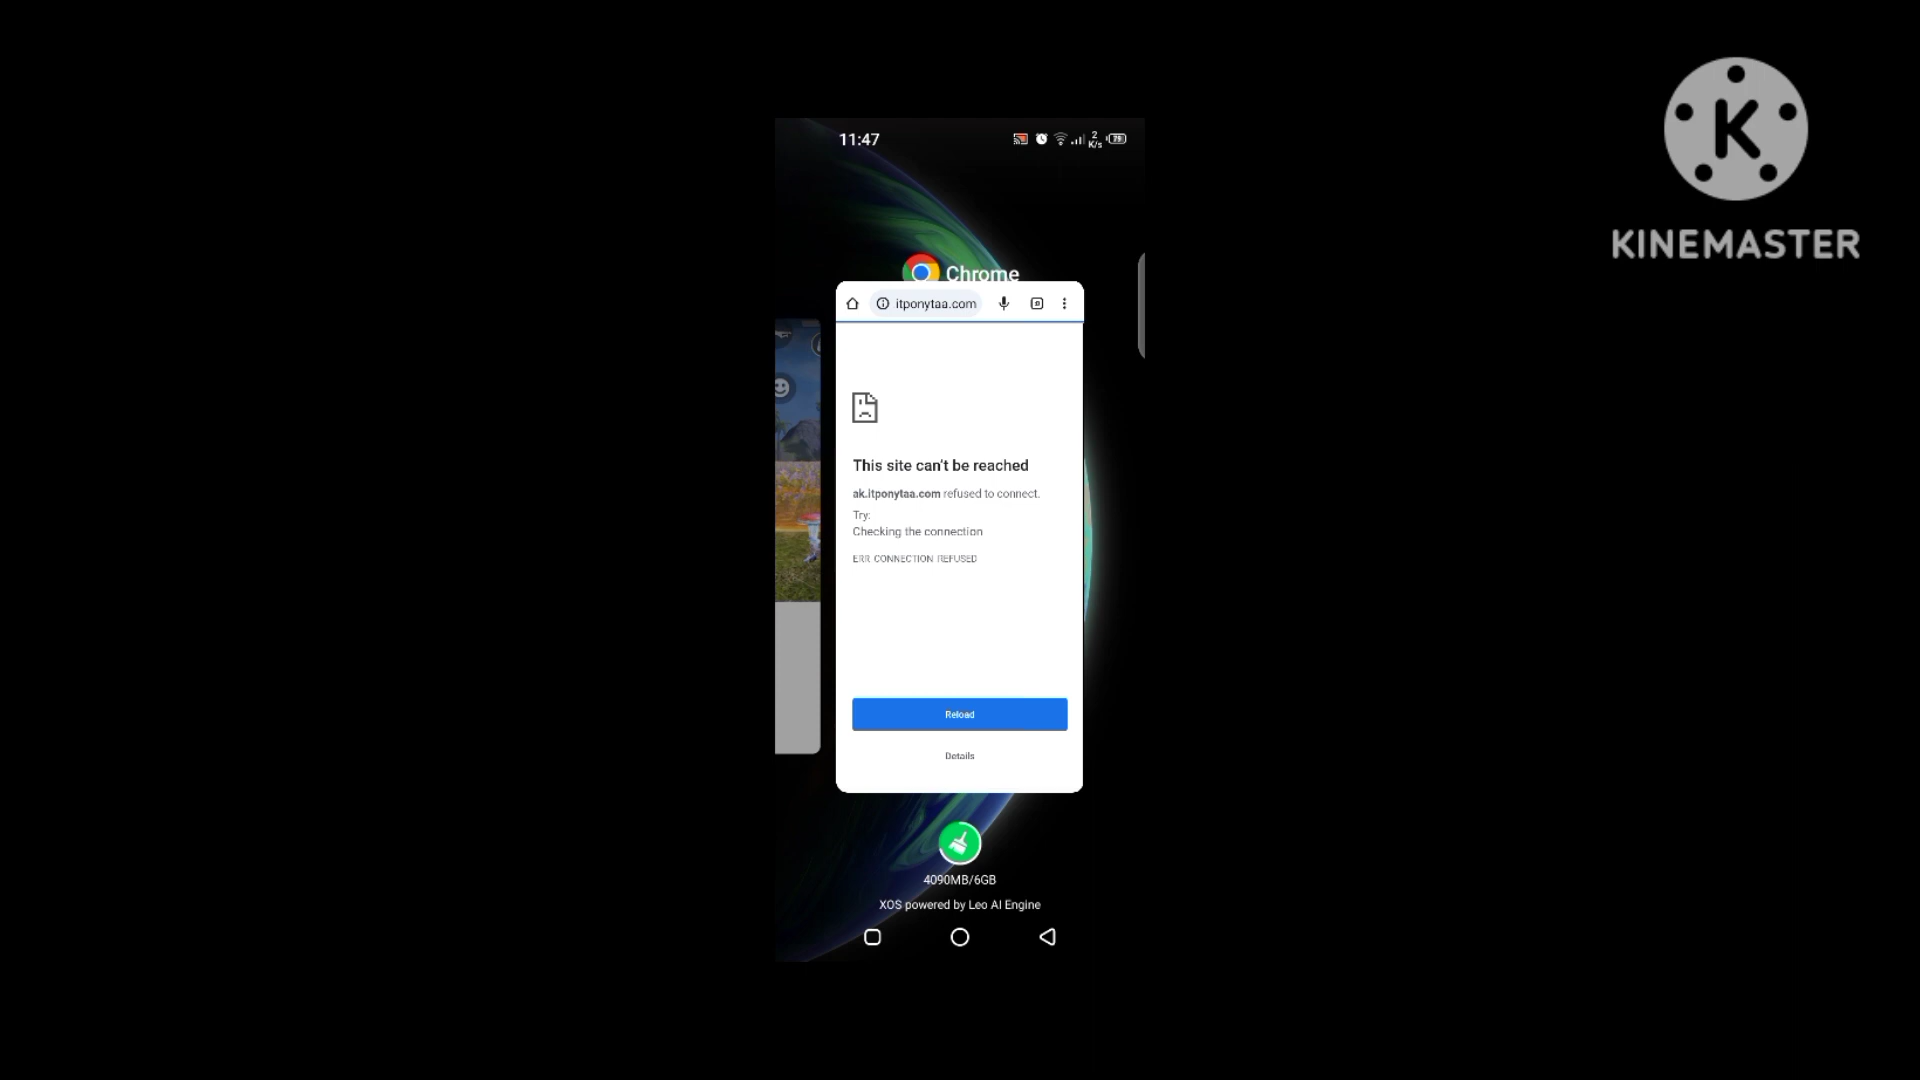 11:47
2
K/s
KINEMASTER
Chrome
itponytaa.com
This site can't be reached
ak.itponytaa.com refused to connect.
Try:
Checking the connection
ERR CONNECTION REFUSED
Reload
Details
4090MB/6GB
XOS powered by Leo AI Engine